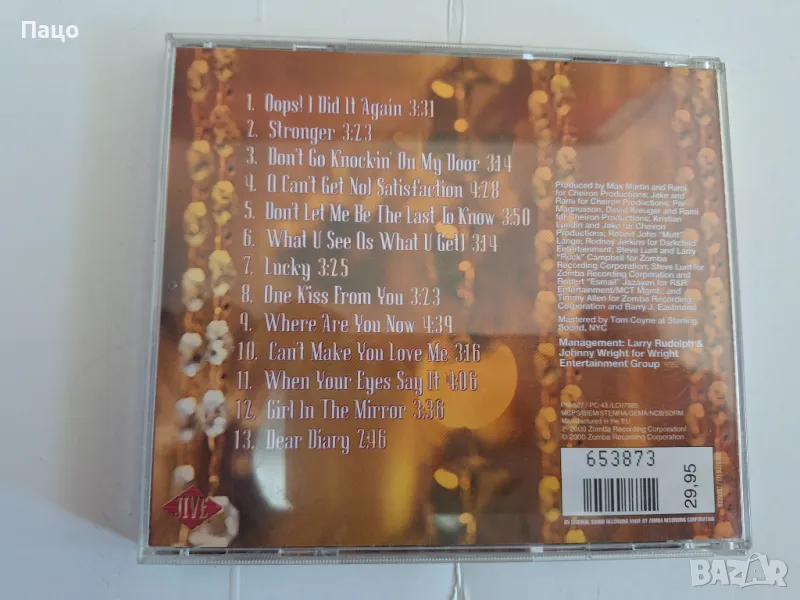 Пацо
1. Oops! I Did It Again 3:31
2. Stronger 3:23
3. Don't Go Knockin' On My Door 3:14
4. (I Can't Get No) Satisfaction 4:28
5. Don't Let Me Be The Last To Know 3:50
6. What U See (Is What U Get) 3:14
7. Lucky 3:25
8. One Kiss From You 3:23
9. Where Are You Now 4:39
10. Can't Make You Love Me 3:16
11. When Your Eyes Say It 4:06
12. Girl In The Mirror 3:36
13. Dear Diary 2:46
JIVE
Produced by Max Martin and Rami
for Cheiron Productions; Jake and
Rami for Cheiron Productions; Per
Magnusson, David Kreuger and Rami
for Cheiron Productions; Kristian
Lundin and Jake for Cheiron
Productions; Robert John "Mutt"
Lange; Rodney Jerkins for Darkchild
Entertainment; Steve Lunt and Larry
"Rock" Campbell for Zomba
Recording Corporation; Steve Lunt for
Zomba Recording Corporation and
Robert "Esmail" Jazayeri for R&R
Entertainment/MCT Mgmt.; and
Timmy Allen for Zomba Recording
Corporation and Barry J. Eastmond
Mastered by Tom Coyne at Sterling
Sound, NYC
Management: Larry Rudolph &
Johnny Wright for Wright
Entertainment Group
MCPS/BIEM/STEMRA/GEMA/NCB/SDRM
Manufactured in the EU
℗ 2000 Zomba Recording Corporation
© 2000 Zomba Recording Corporation
653873
29,95
BAZAR